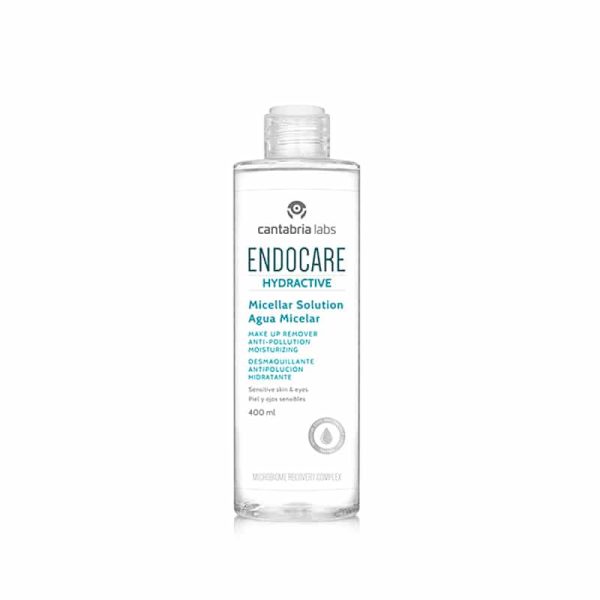 cantabria labs
ENDOCARE
HYDRACTIVE
Micellar Solution
Agua Micelar
MAKE UP REMOVER
ANTI-POLLUTION
MOISTURIZING
DESMAQUILLANTE
ANTIPOLUCIÓN
HIDRATANTE
Sensitive skin & eyes
Piel y ojos sensibles
400 ml
MICROBIOME RECOVERY COMPLEX